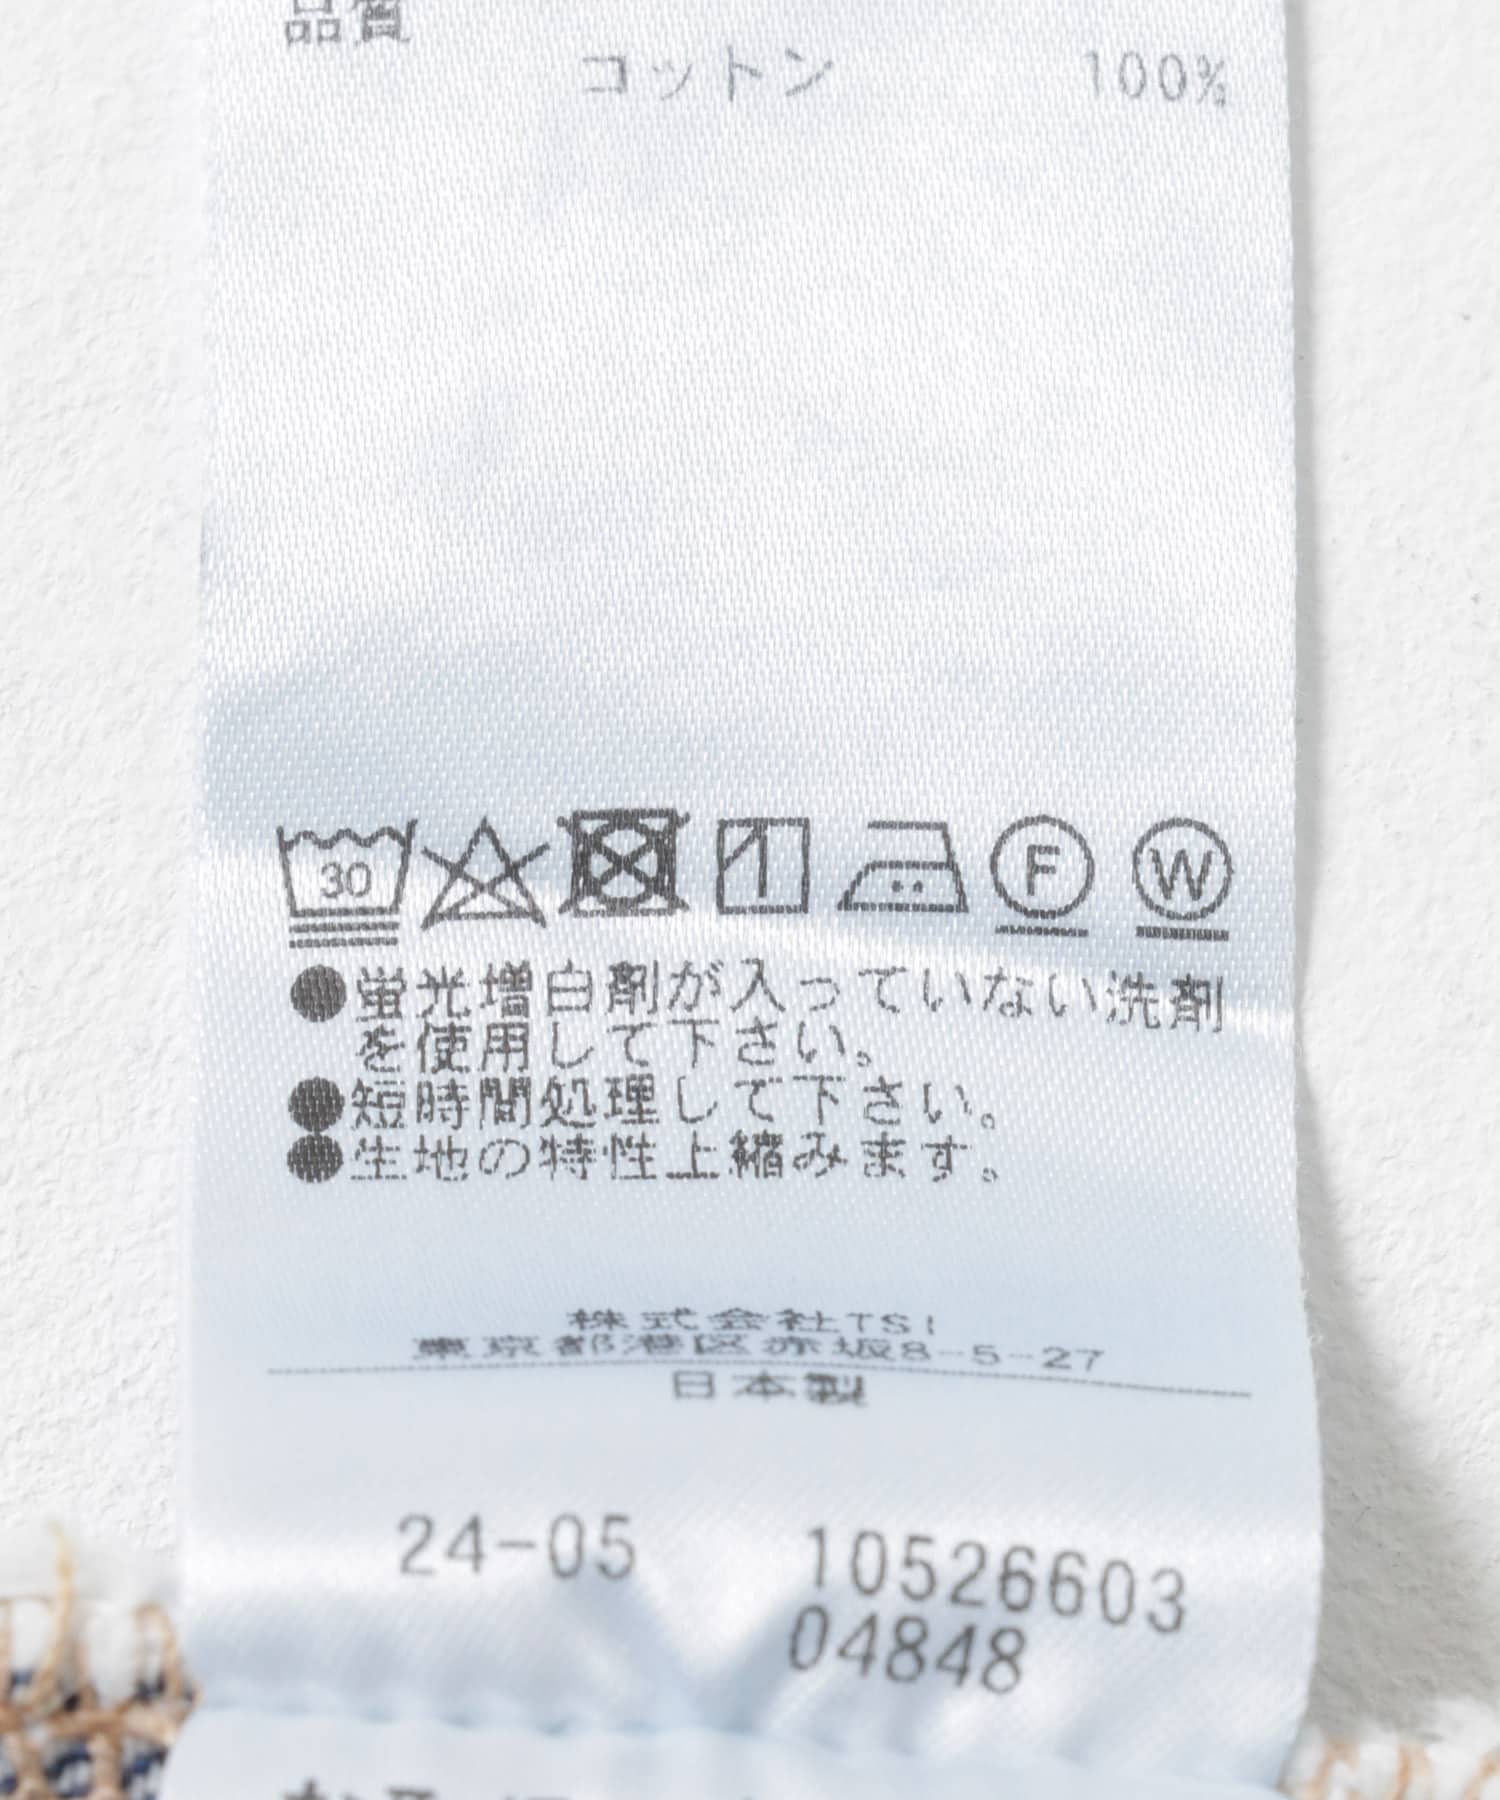 品質
コットン 100%
30 F W
●蛍光増白剤が入っていない洗剤
を使用して下さい。
●短時間処理して下さい。
●生地の特性上縮みます。
株式会社TSI
東京都港区赤坂8-5-27
日本製
24-05 10526603
04848